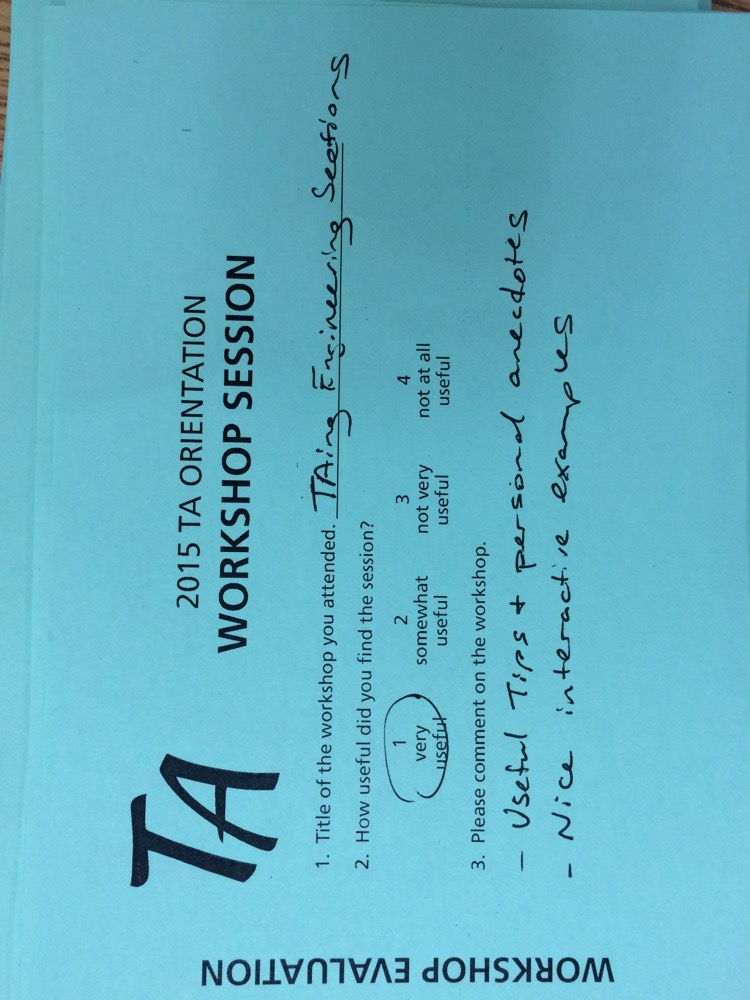 WORKSHOP EVALUATION
TA
2015 TA ORIENTATION
WORKSHOP SESSION
1. Title of the workshop you attended. TAing Engineering Sections
2. How useful did you find the session?
1 2 3 4
very somewhat not very not at all
useful useful useful useful
3. Please comment on the workshop.
- Useful Tips + personal anecdotes
- Nice interactive examples